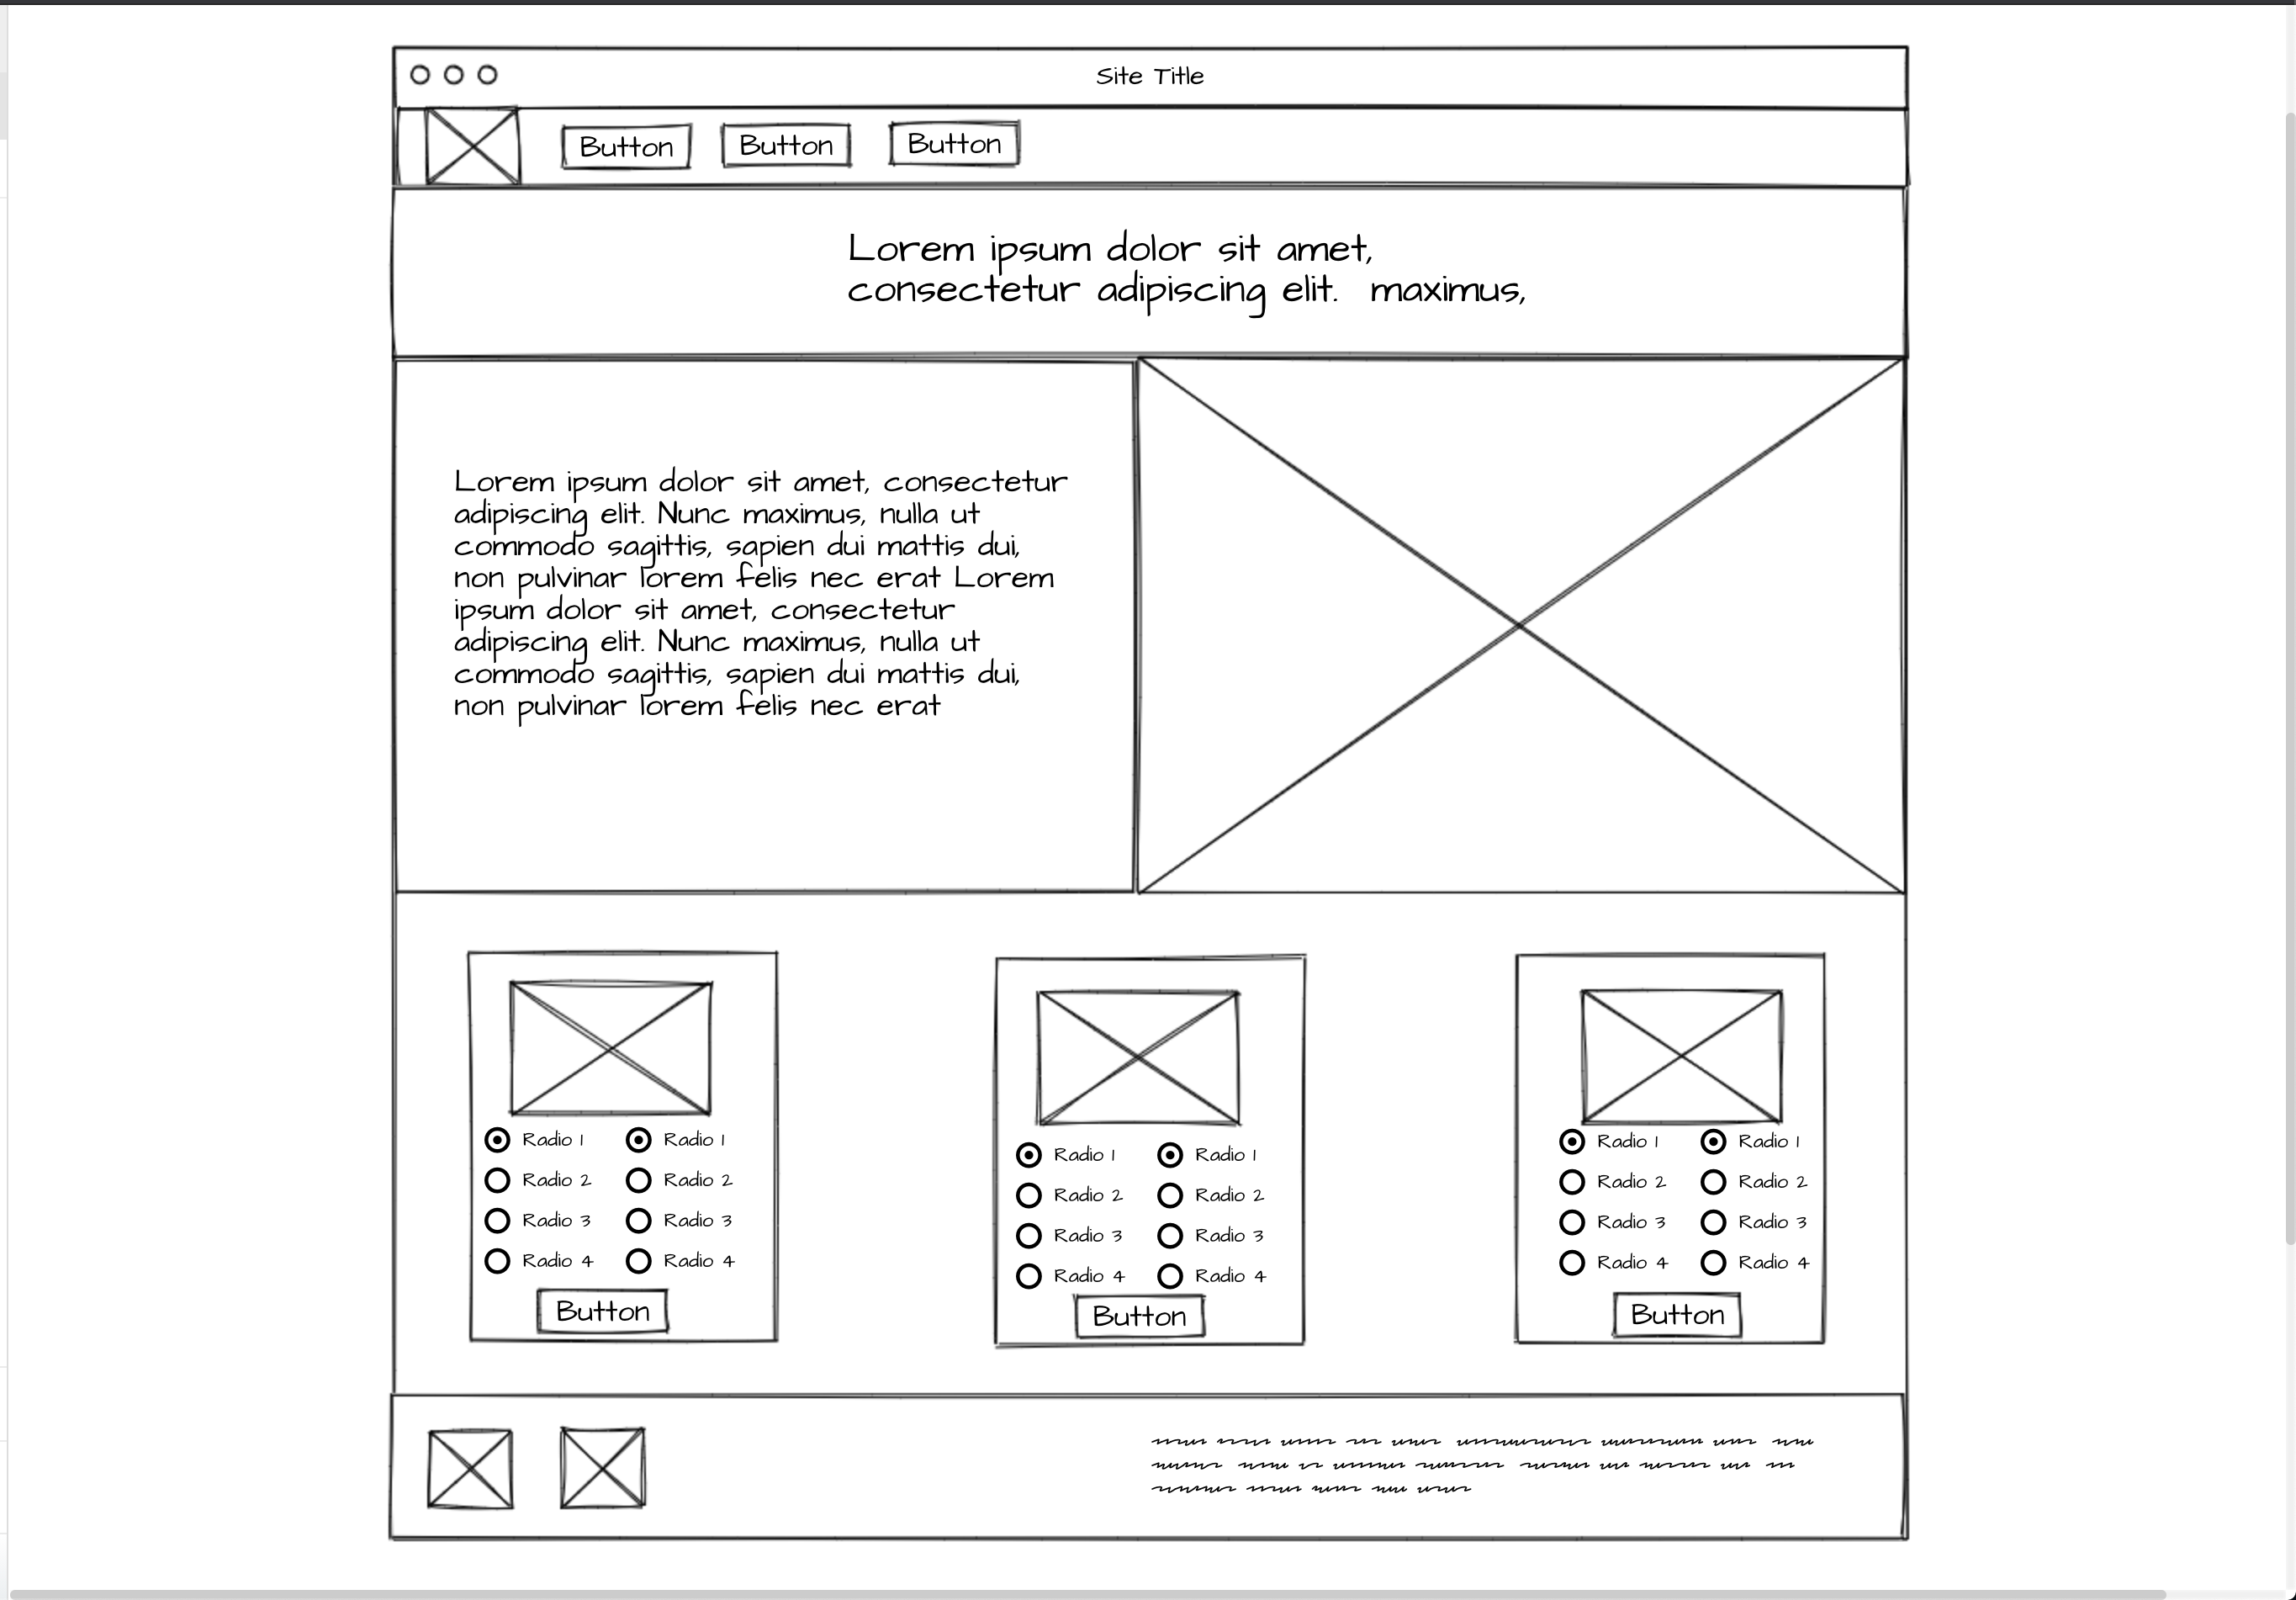 Site Title
Button Button Button
Lorem ipsum dolor sit amet,
consectetur adipiscing elit. maximus,
Lorem ipsum dolor sit amet, consectetur
adipiscing elit. Nunc maximus, nulla ut
commodo sagittis, sapien dui mattis dui,
non pulvinar lorem felis nec erat Lorem
ipsum dolor sit amet, consectetur
adipiscing elit. Nunc maximus, nulla ut
commodo sagittis, sapien dui mattis dui,
non pulvinar lorem felis nec erat
Radio 1 Radio 1
Radio 2 Radio 2
Radio 3 Radio 3
Radio 4 Radio 4
Button
Radio 1 Radio 1
Radio 2 Radio 2
Radio 3 Radio 3
Radio 4 Radio 4
Button
Radio 1 Radio 1
Radio 2 Radio 2
Radio 3 Radio 3
Radio 4 Radio 4
Button